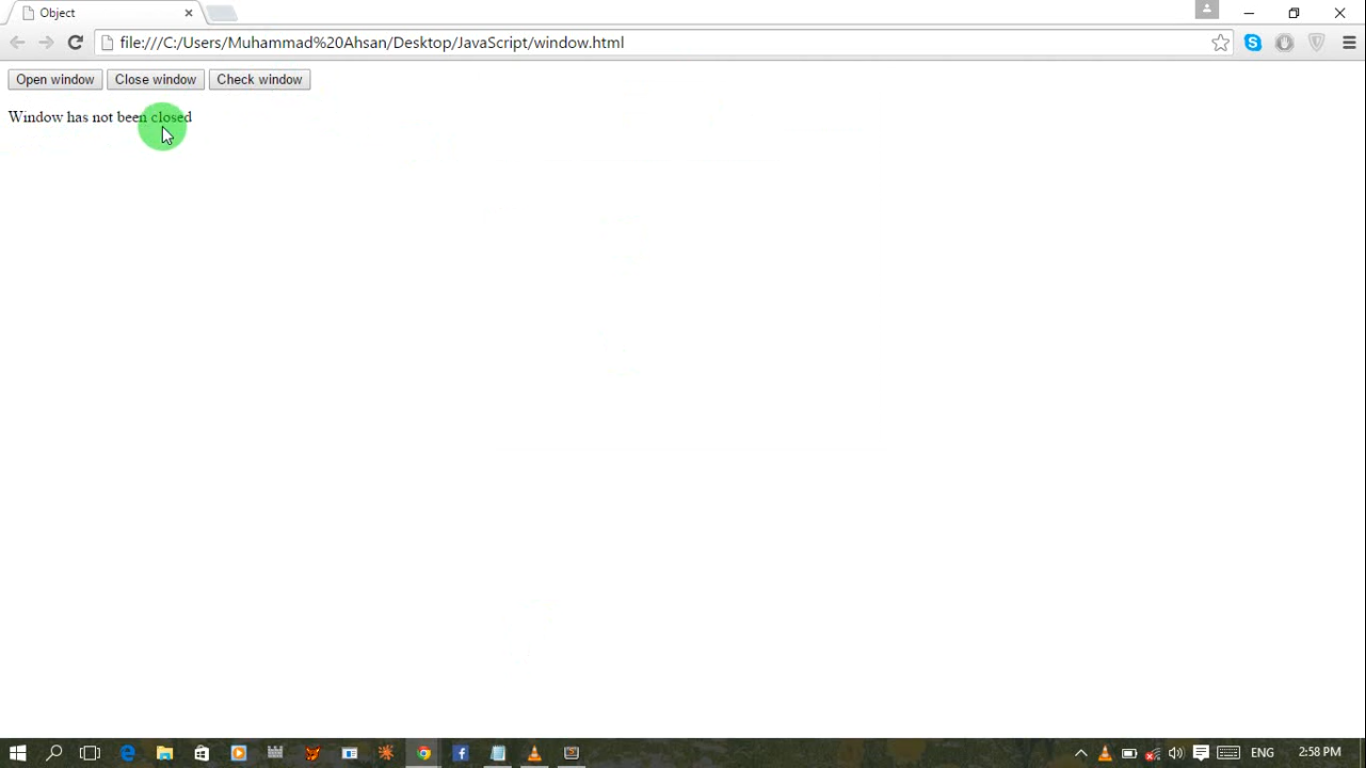 Object
file:///C:/Users/Muhammad%20Ahsan/Desktop/JavaScript/window.html
Open window Close window Check window
Window has not been closed
ENG 2:58 PM